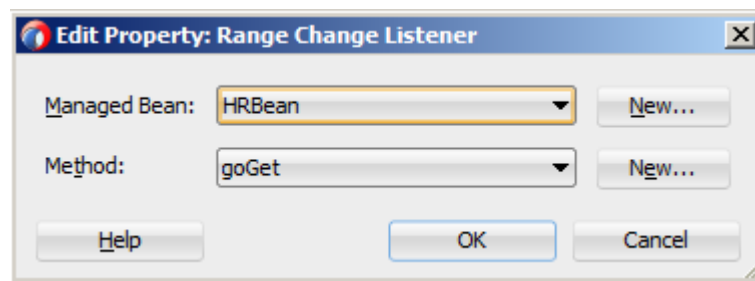 Edit Property: Range Change Listener
Managed Bean: HRBean New...
Method: goGet New...
Help OK Cancel